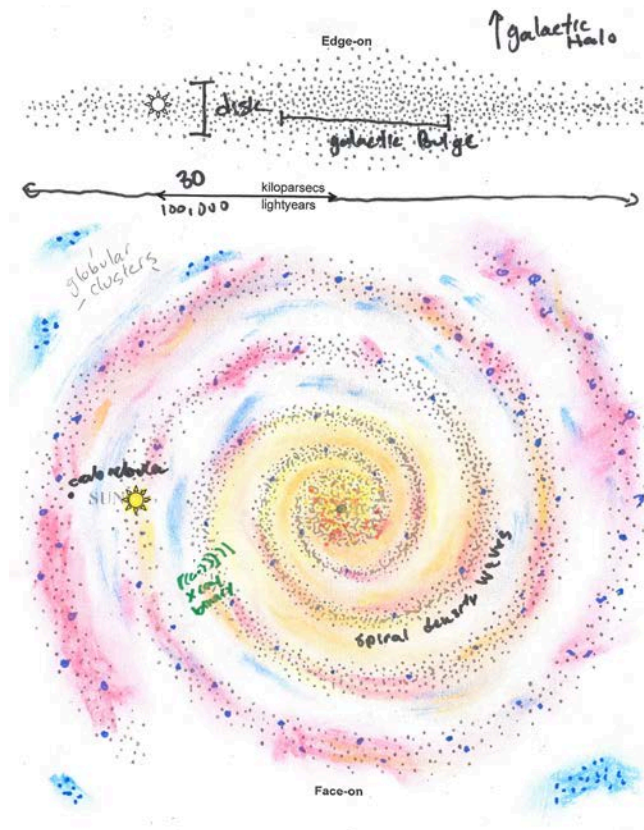 Edge-on
↑ galactic
Halo
disk
galactic Bulge
30
kiloparsecs
100,000
lightyears
globular
clusters
crab nebula
SUN
x ray
spiral density waves
Face-on